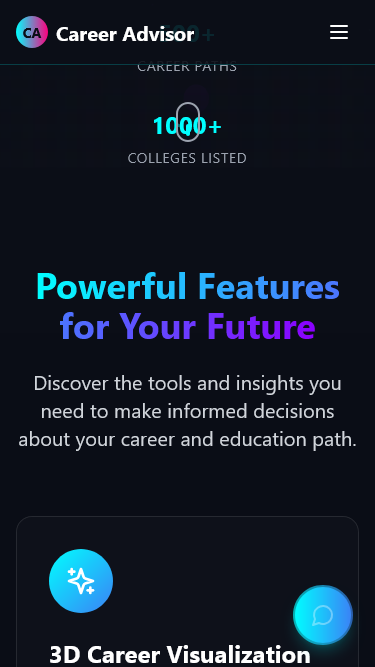 CA Career Advisor
CAREER PATHS
1000+
COLLEGES LISTED
Powerful Features
for Your Future
Discover the tools and insights you
need to make informed decisions
about your career and education path.
3D Career Visualization